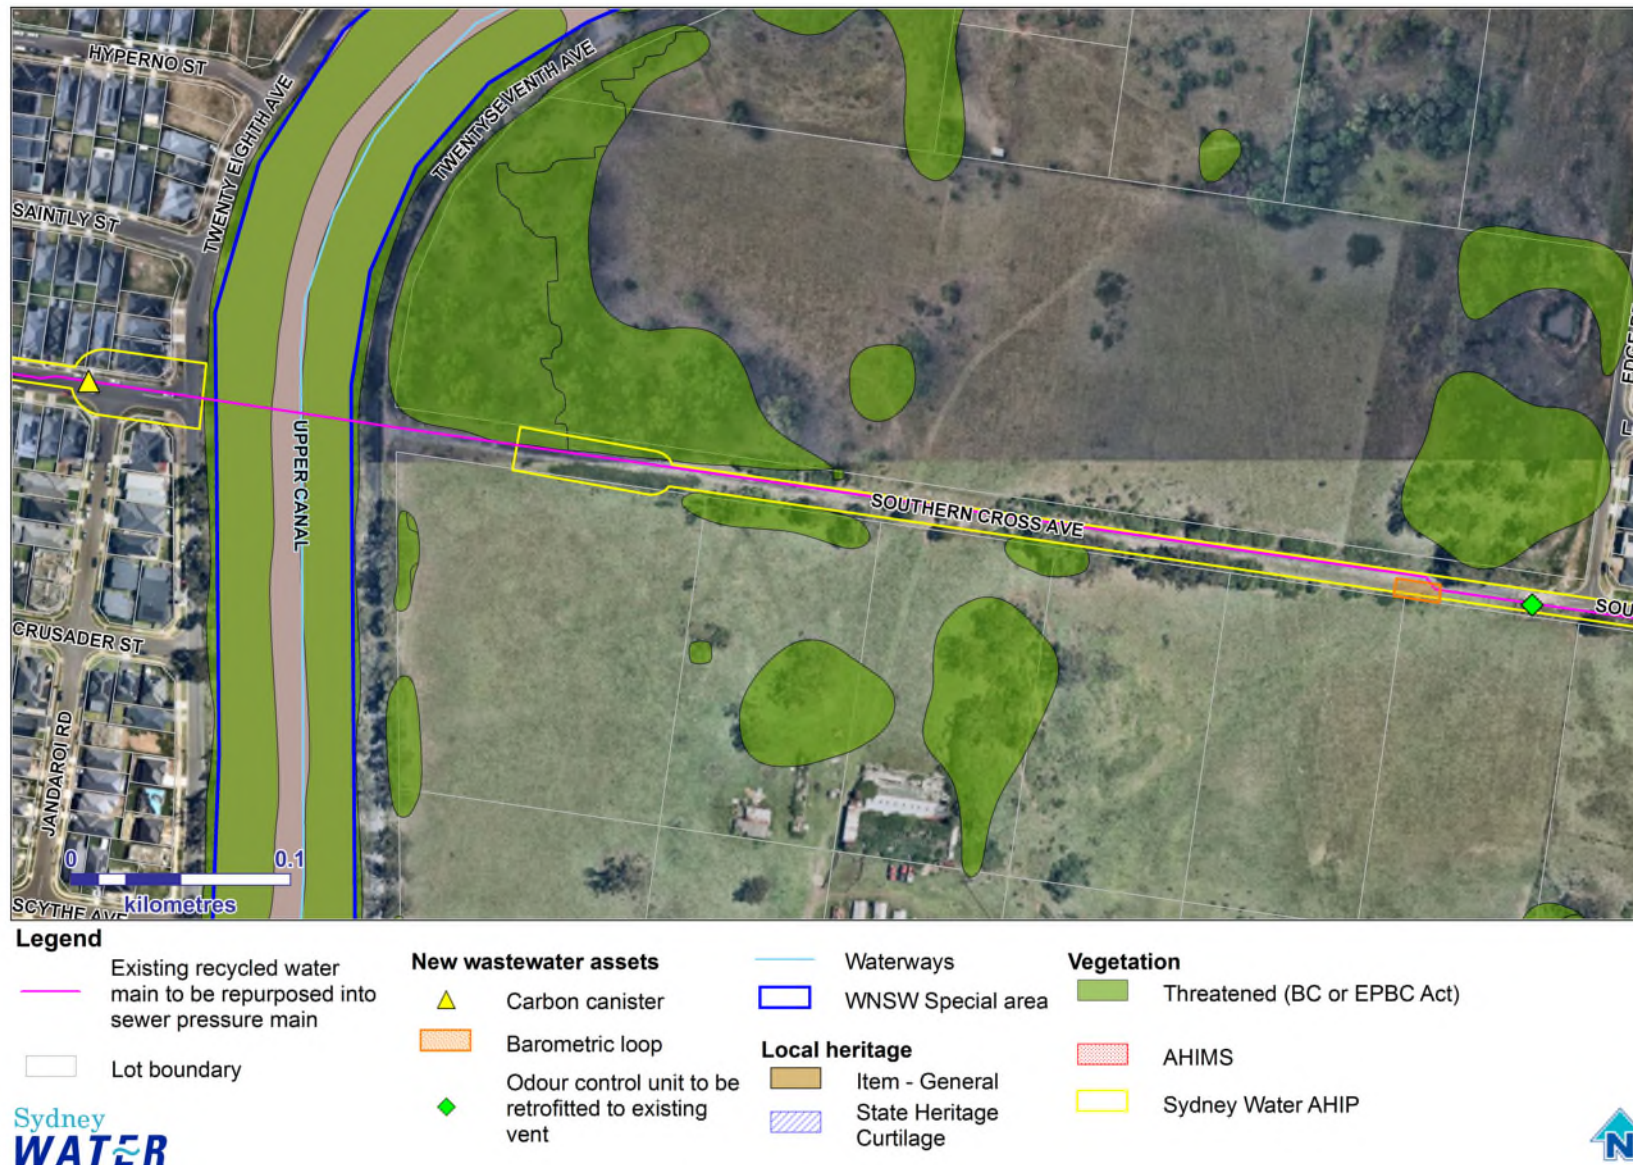 HYPERNO ST
TWENTY EIGHTH AVE
TWENTYSEVENTH AVE
SAINTLY ST
UPPER CANAL
SOUTHERN CROSS AVE
SOU
CRUSADER ST
JANDAROI RD
SCYTHE AVE
0 0.1
kilometres
Legend
Existing recycled water
main to be repurposed into
sewer pressure main
Lot boundary
New wastewater assets
Carbon canister
Barometric loop
Odour control unit to be
retrofitted to existing
vent
Waterways
WNSW Special area
Local heritage
Item - General
State Heritage
Curtilage
Vegetation
Threatened (BC or EPBC Act)
AHIMS
Sydney Water AHIP
Sydney
WATER
N